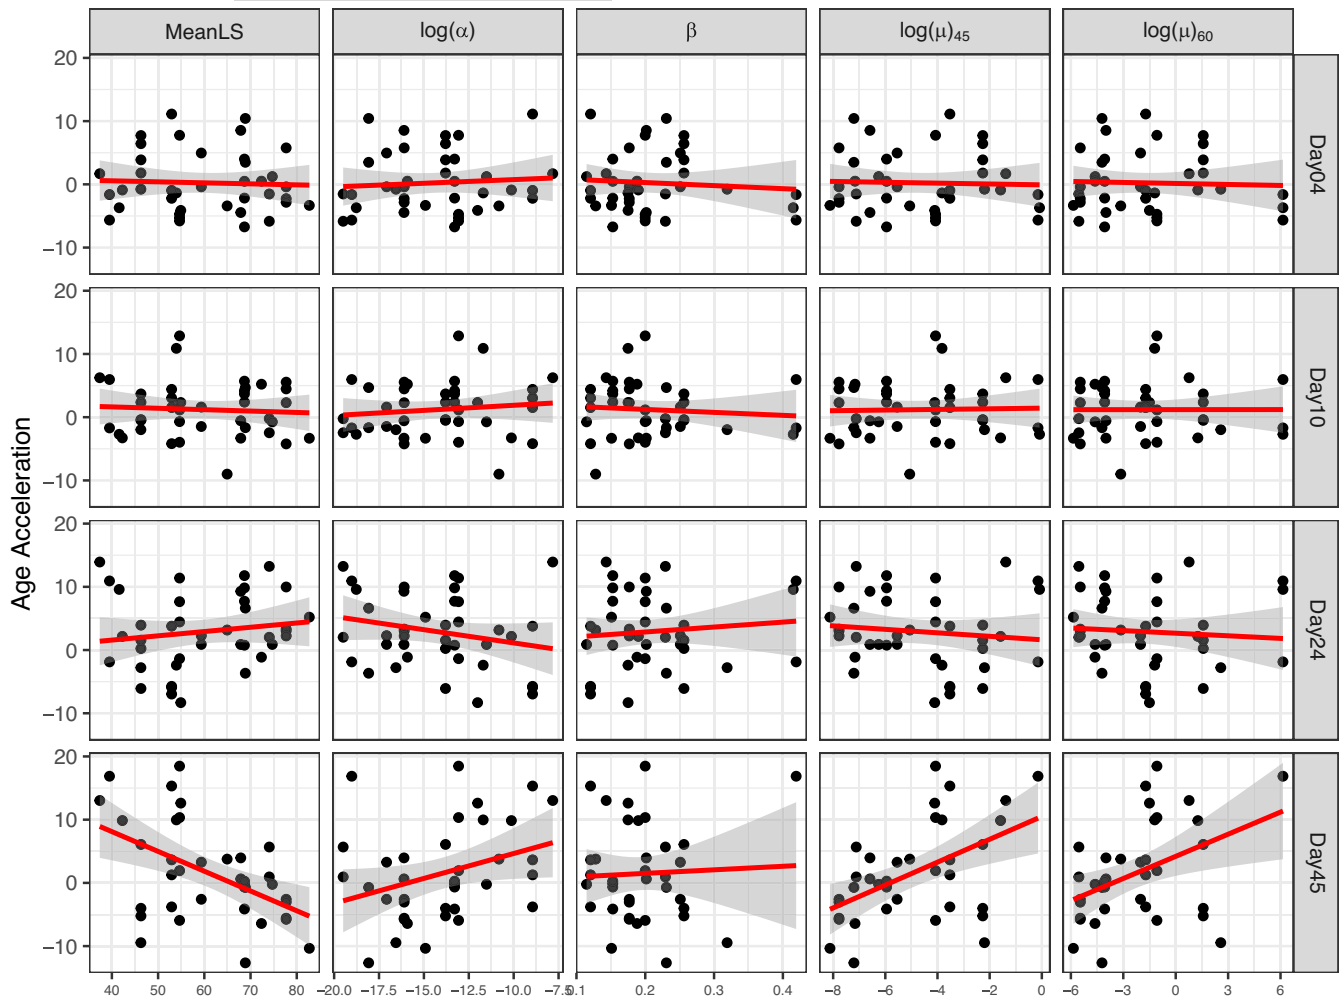 MeanLS log(α) β log(μ)45 log(μ)60
Age Acceleration
20
10
0
−10
Day04
20
10
0
−10
Day10
20
10
0
−10
Day24
20
10
0
−10
Day45
40 50 60 70 80
−20.0 −17.5 −15.0 −12.5 −10.0 −7.5
0.1 0.2 0.3 0.4
−8 −6 −4 −2 0
−6 −3 0 3 6